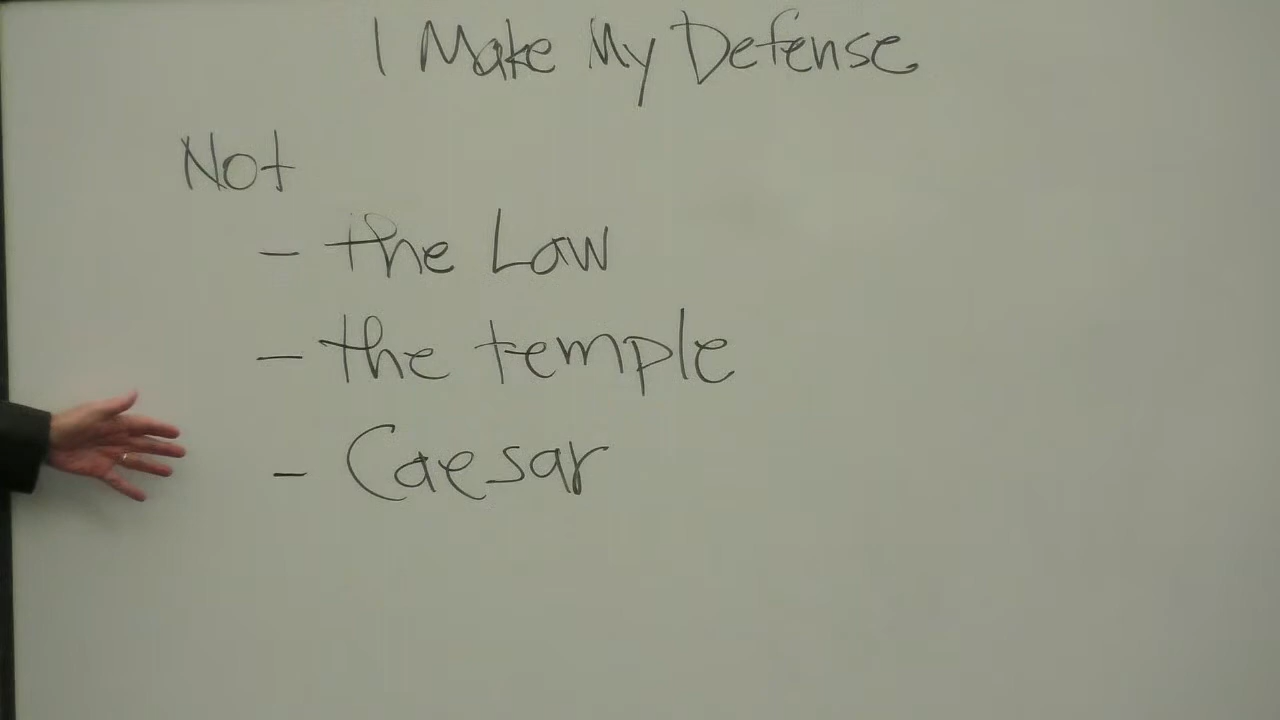 I Make My Defense
Not
- the Law
- the temple
- Caesar